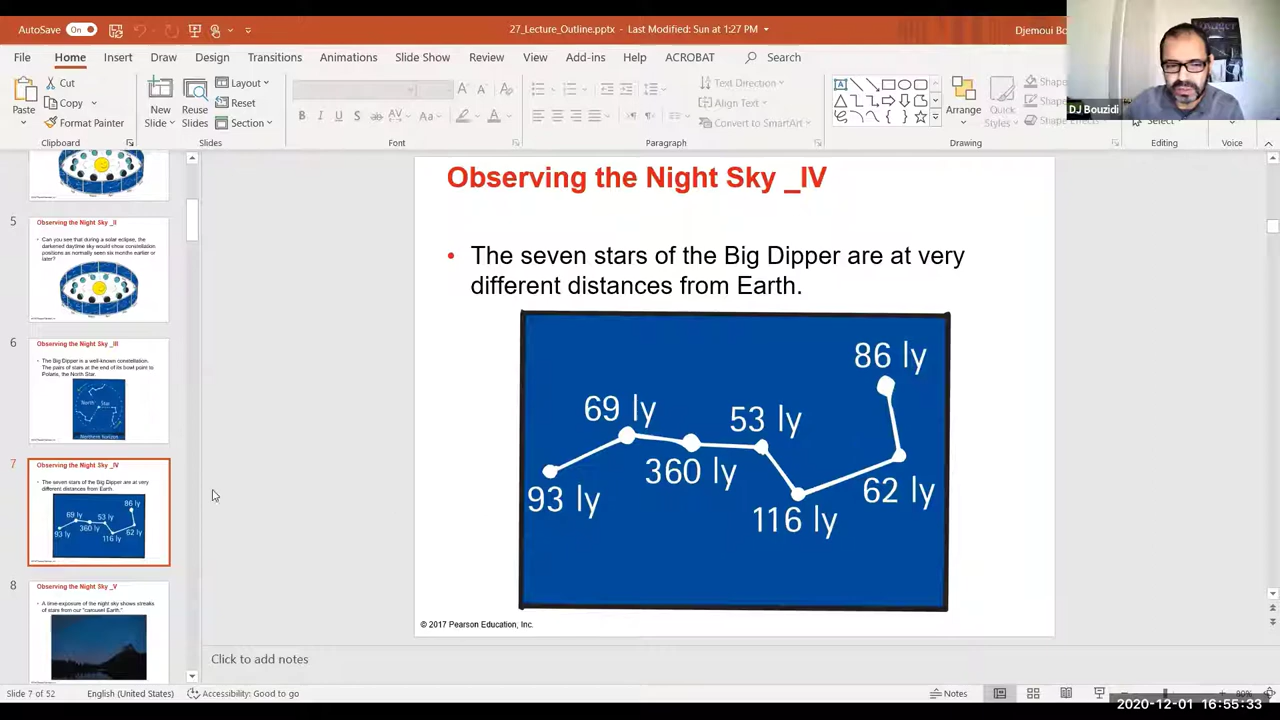 AutoSave On
27_Lecture_Outline.pptx - Last Modified: Sun at 1:27 PM
Djemoui Bo
File Home Insert Draw Design Transitions Animations Slide Show Review View Add-ins Help ACROBAT Search
DJ Bouzidi
Paste
Cut
Copy
Format Painter
Clipboard
New
Slide
Reuse
Slides
Layout
Reset
Section
Slides
Font
Text Direction
Align Text
Convert to SmartArt
Paragraph
Arrange
Quick
Styles
Drawing
Editing
Voice
5
Observing the Night Sky _II
Can you see that during a solar eclipse, the
darkened daytime sky would show constellation
positions as normally seen six months earlier or
later?
6
Observing the Night Sky _III
The Big Dipper is a well-known constellation.
The pairs of stars at the end of its bowl point to
Polaris, the North Star.
North Star
Northern horizon
7
Observing the Night Sky _IV
The seven stars of the Big Dipper are at very
different distances from Earth.
86 ly
69 ly
53 ly
93 ly
360 ly
62 ly
116 ly
8
Observing the Night Sky _V
A time-exposure of the night sky shows streaks
of stars from our "carousel Earth."
Observing the Night Sky _IV
• The seven stars of the Big Dipper are at very
different distances from Earth.
86 ly
69 ly
53 ly
360 ly
93 ly
62 ly
116 ly
© 2017 Pearson Education, Inc.
Click to add notes
Slide 7 of 52
English (United States)
Accessibility: Good to go
Notes
2020-12-01 16:55:33